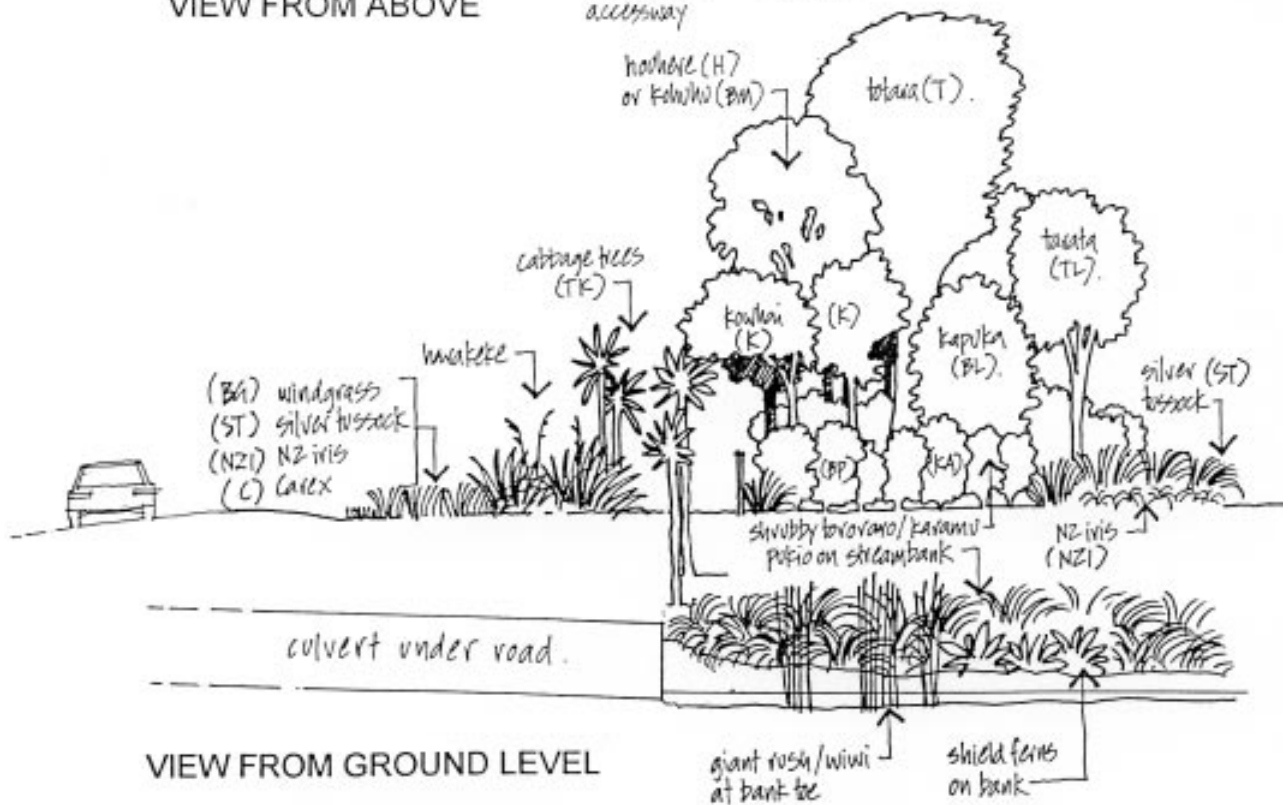 VIEW FROM ABOVE
accessway
houhere (H)
or kohuhu (BM)
totara (T).
tarata
(TL).
cabbage trees
(TK)
kowhai
(K)
(K)
kapuka
(BL).
harakeke
silver (ST)
tussock
(BG) windgrass
(ST) silver tussock
(NZI) NZ iris
(C) Carex
(BP)
(KA)
shrubby tororaro/karamu
pukio on streambank
NZ iris
(NZI)
culvert under road.
VIEW FROM GROUND LEVEL
giant rush/wiwi
at bank toe
shield ferns
on bank